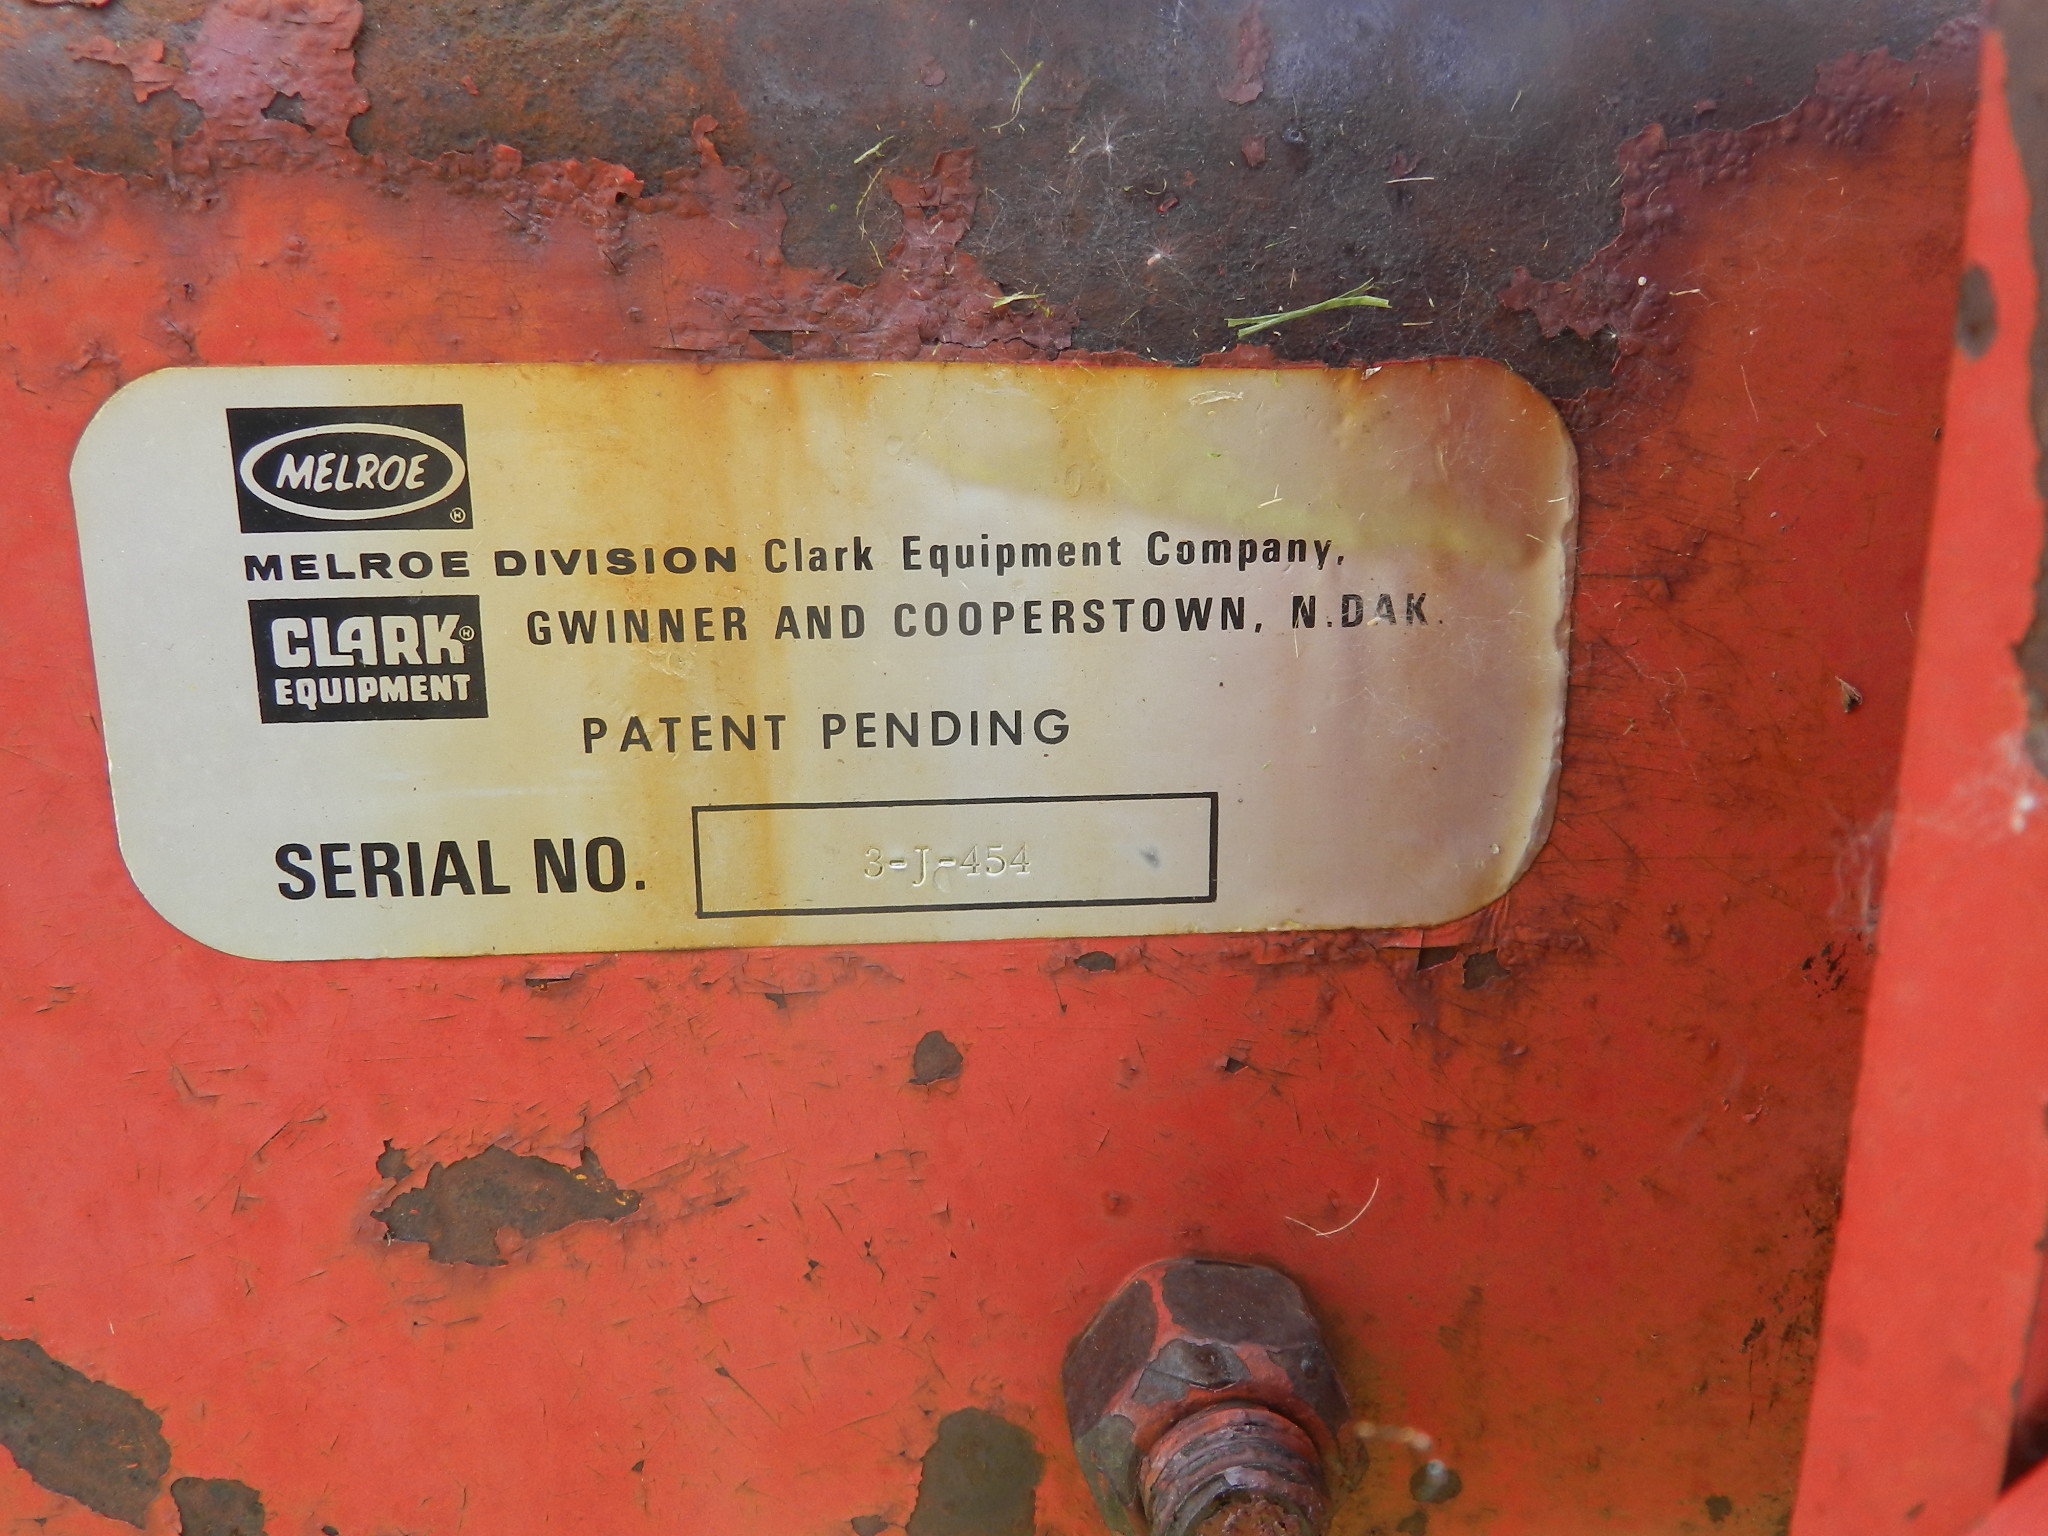 MELROE
MELROE DIVISION Clark Equipment Company,
CLARK
EQUIPMENT
GWINNER AND COOPERSTOWN, N.DAK.
PATENT PENDING
SERIAL NO. 3-J-454